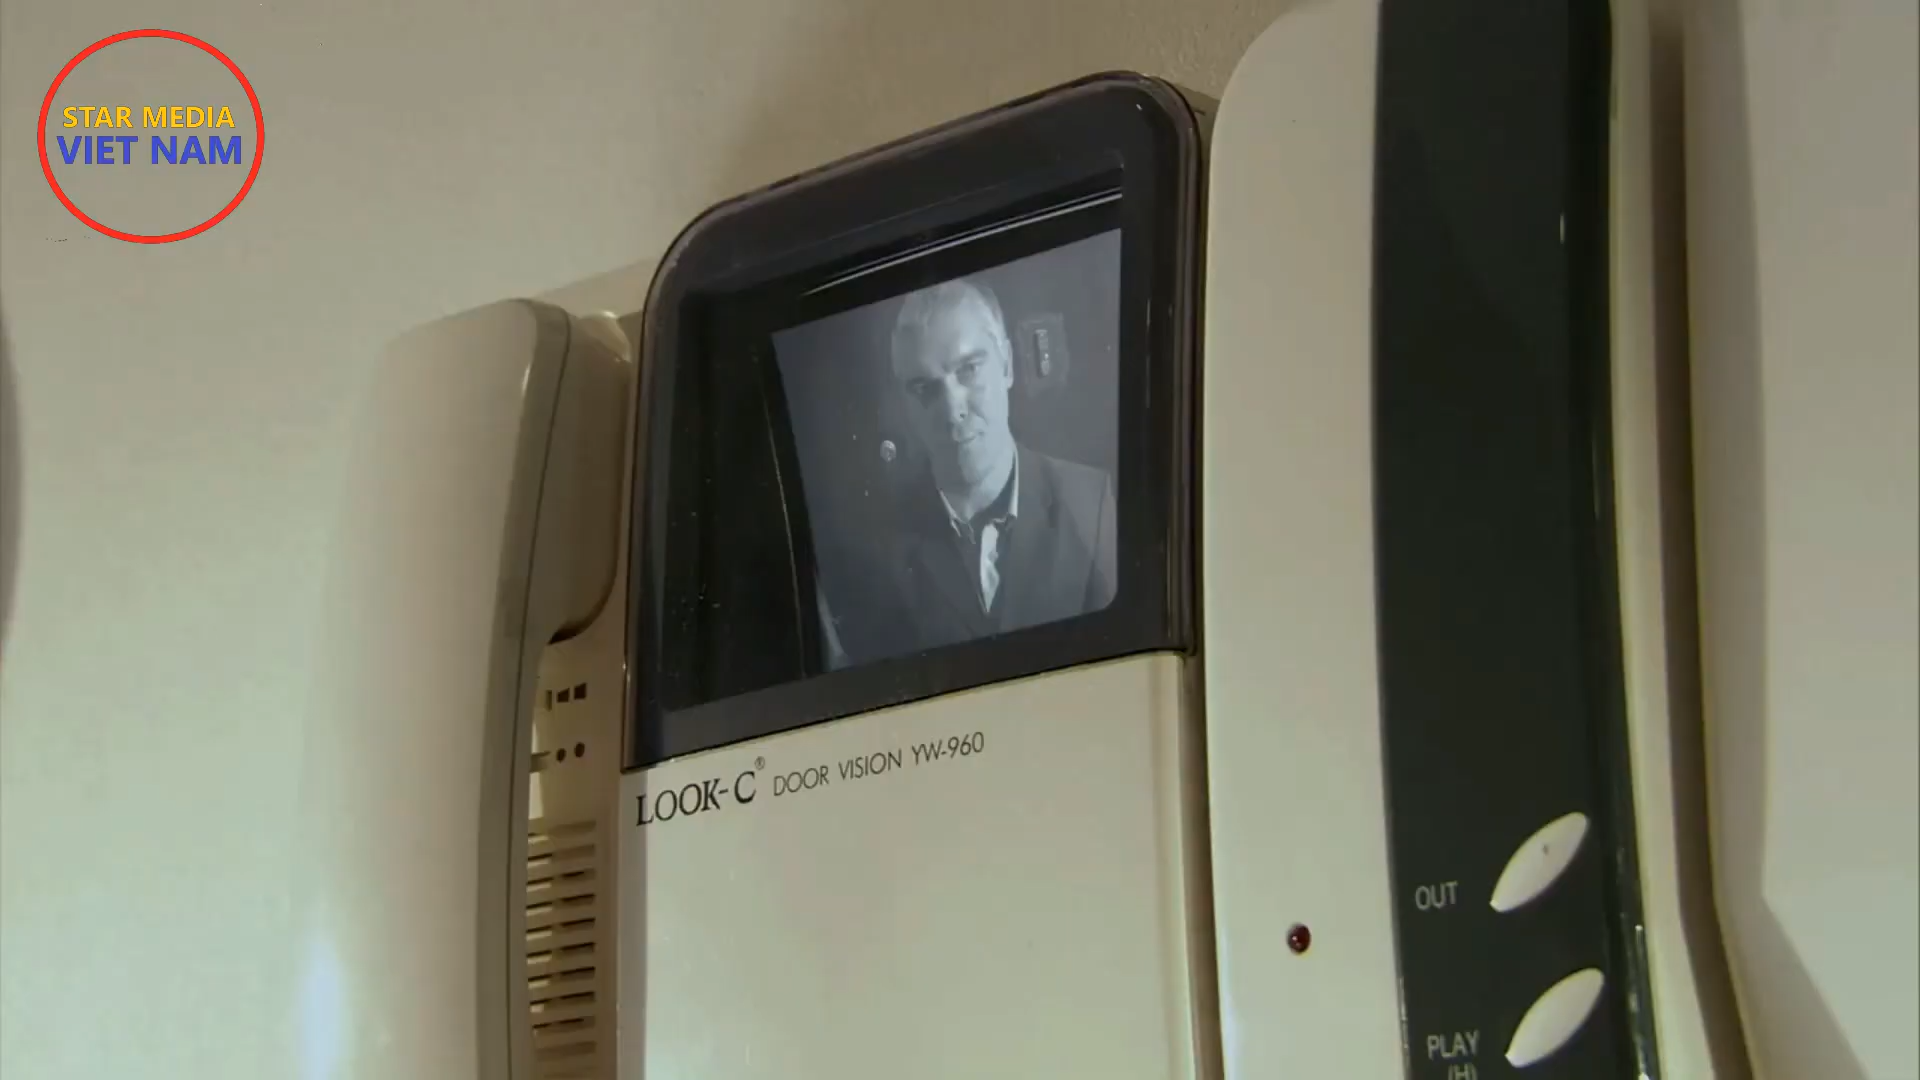 STAR MEDIA
VIET NAM
LOOK-C® DOOR VISION YW-960
OUT
PLAY
(H)